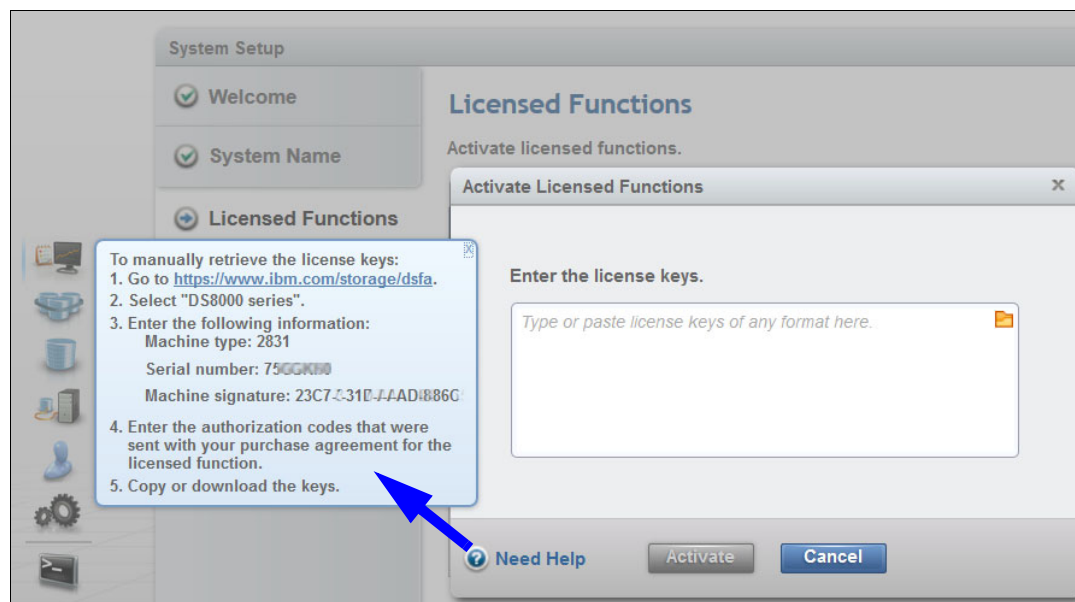 System Setup
Welcome
System Name
Licensed Functions
Licensed Functions
Activate licensed functions.
Activate Licensed Functions
x
Enter the license keys.
Type or paste license keys of any format here.
Need Help
Activate
Cancel
To manually retrieve the license keys:
1. Go to https://www.ibm.com/storage/dsfa.
2. Select "DS8000 series".
3. Enter the following information:
Machine type: 2831
Serial number:
Machine signature:
4. Enter the authorization codes that were
sent with your purchase agreement for the
licensed function.
5. Copy or download the keys.
>_